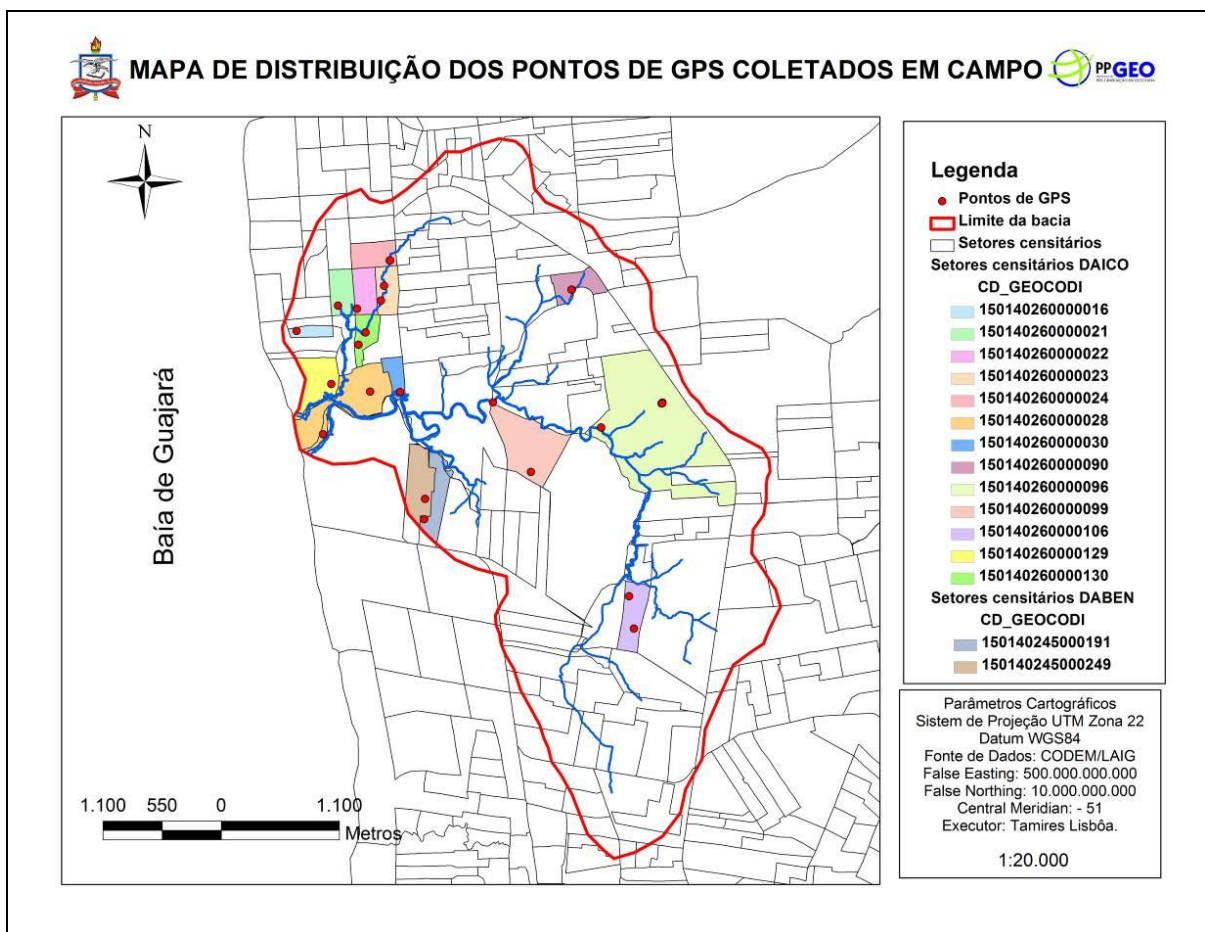 MAPA DE DISTRIBUIÇÃO DOS PONTOS DE GPS COLETADOS EM CAMPO
PPGEO
N
Baía de Guajará
1.100 550 0 1.100
Metros
Legenda
Pontos de GPS
Limite da bacia
Setores censitários
Setores censitários DAICO
CD_GEOCODI
150140260000016
150140260000021
150140260000022
150140260000023
150140260000024
150140260000028
150140260000030
150140260000090
150140260000096
150140260000099
150140260000106
150140260000129
150140260000130
Setores censitários DABEN
CD_GEOCODI
150140245000191
150140245000249
Parâmetros Cartográficos
Sistem de Projeção UTM Zona 22
Datum WGS84
Fonte de Dados: CODEM/LAIG
False Easting: 500.000.000.000
False Northing: 10.000.000.000
Central Meridian: - 51
Executor: Tamires Lisbôa.
1:20.000